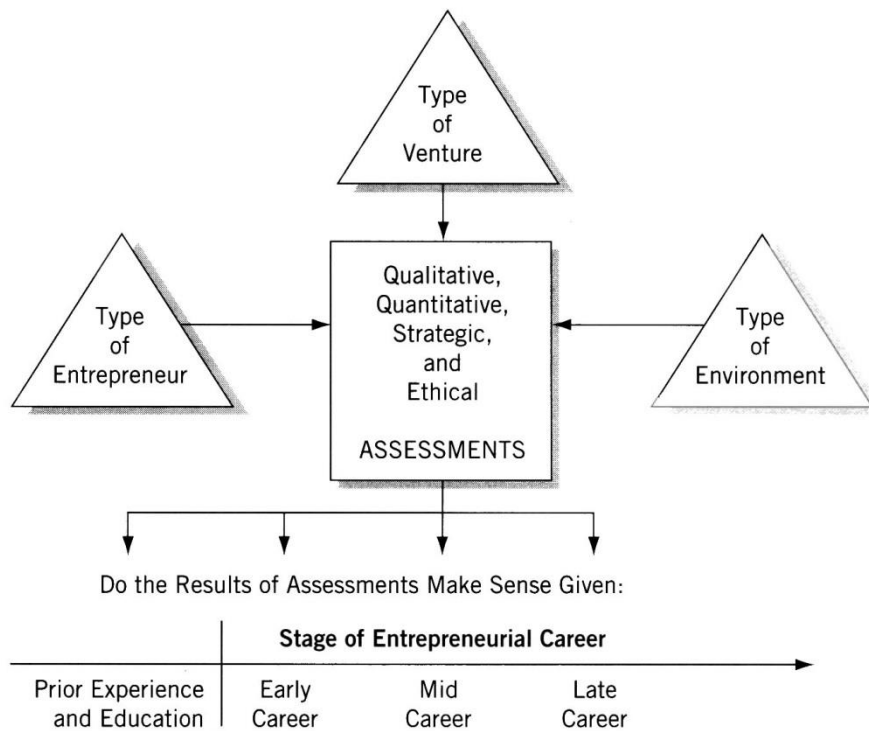 Type
of
Venture
Type
of
Entrepreneur
Qualitative,
Quantitative,
Strategic,
and
Ethical
ASSESSMENTS
Type
of
Environment
Do the Results of Assessments Make Sense Given:
Stage of Entrepreneurial Career
Prior Experience
and Education
Early
Career
Mid
Career
Late
Career